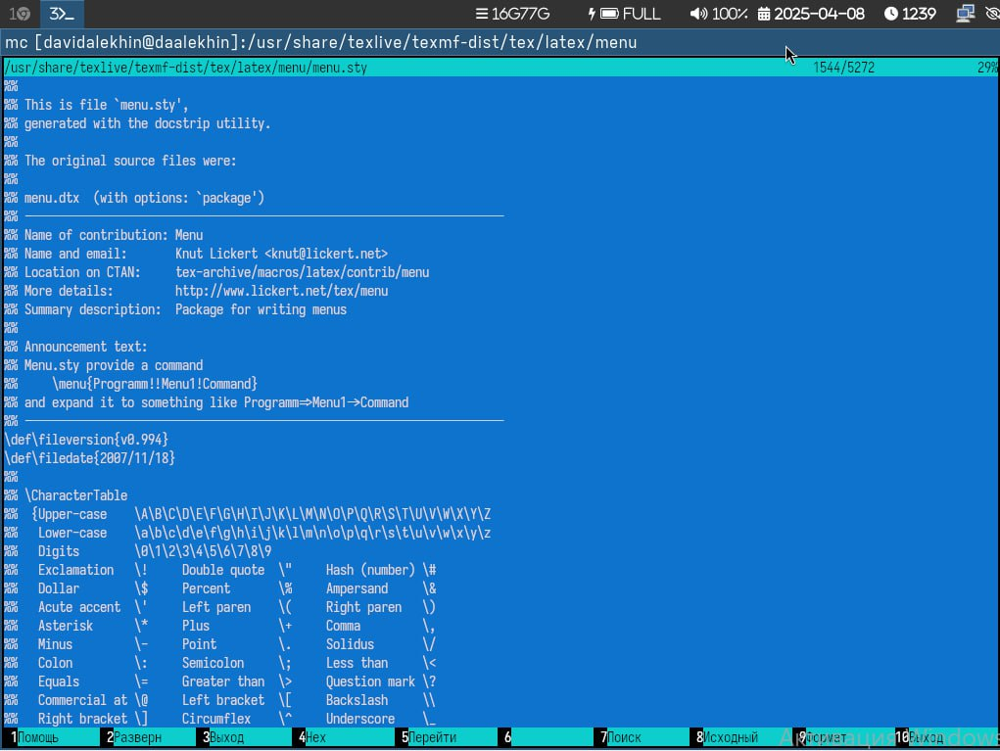 1
3
16G77G FULL 100% 2025-04-08 1239
mc [davidalekhin@daalekhin]:/usr/share/texlive/texmf-dist/tex/latex/menu
/usr/share/texlive/texmf-dist/tex/latex/menu/menu.sty 1544/5272 29%
%%
%% This is file `menu.sty',
%% generated with the docstrip utility.
%%
%% The original source files were:
%%
%% menu.dtx  (with options: `package')
%% ----------------------------------------------------------------------
%% Name of contribution: Menu
%% Name and email:       Knut Lickert <knut@lickert.net>
%% Location on CTAN:     tex-archive/macros/latex/contrib/menu
%% More details:         http://www.lickert.net/tex/menu
%% Summary description:  Package for writing menus
%%
%% Announcement text:
%% Menu.sty provide a command
%%     \menu{Programm!!Menu1!Command}
%% and expand it to something like Programm=>Menu1->Command
%% ----------------------------------------------------------------------
\def\fileversion{v0.994}
\def\filedate{2007/11/18}
%%
%% \CharacterTable
%%  {Upper-case    \A\B\C\D\E\F\G\H\I\J\K\L\M\N\O\P\Q\R\S\T\U\V\W\X\Y\Z
%%   Lower-case    \a\b\c\d\e\f\g\h\i\j\k\l\m\n\o\p\q\r\s\t\u\v\w\x\y\z
%%   Digits        \0\1\2\3\4\5\6\7\8\9
%%   Exclamation   \!     Double quote  \"     Hash (number) \#
%%   Dollar        \$     Percent       \%     Ampersand     \&
%%   Acute accent  \'     Left paren    \(     Right paren   \)
%%   Asterisk      \*     Plus          \+     Comma         \,
%%   Minus         \-     Point         \.     Solidus       \/
%%   Colon         \:     Semicolon     \;     Less than     \<
%%   Equals        \=     Greater than  \>     Question mark \?
%%   Commercial at \@     Left bracket  \[     Backslash     \\
%%   Right bracket \]     Circumflex    \^     Underscore    \_
1Помощь 2Разверн 3Выход 4Hex 5Перейти 6 7Поиск 8Исходный 9Формат 10Выход
Активация Windows